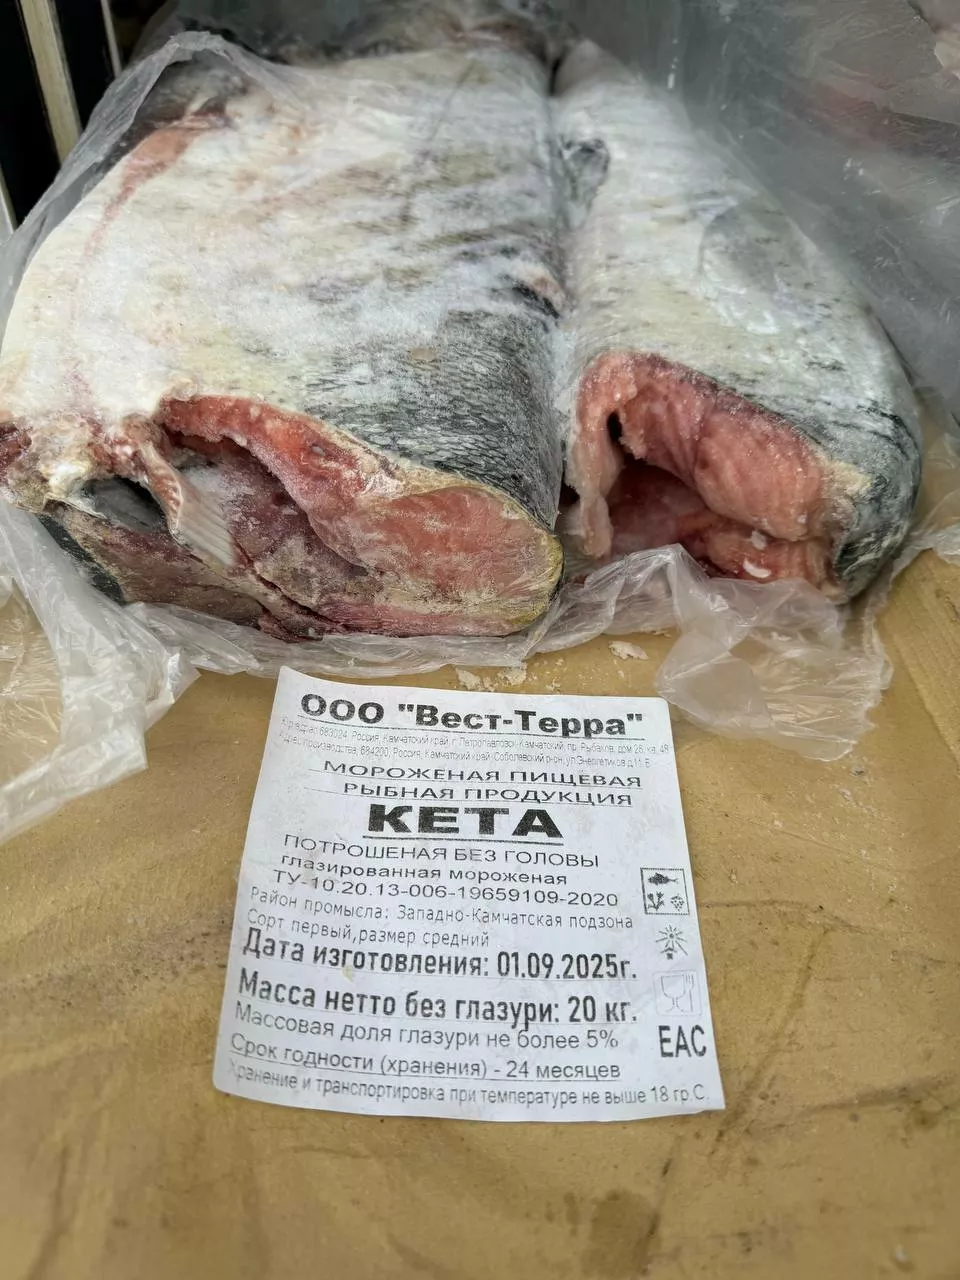 ООО "Вест-Терра"
Юр.адрес: 683024, Россия, Камчатский край, г. Петропавловск-Камчатский, пр. Рыбаков, дом 26, кв. 48
Адрес производства: 684200, Россия, Камчатский край, Соболевский р-он, ул.Энергетиков д.11 Б
МОРОЖЕНАЯ ПИЩЕВАЯ
РЫБНАЯ ПРОДУКЦИЯ
КЕТА
ПОТРОШЕНАЯ БЕЗ ГОЛОВЫ
глазированная мороженая
ТУ-10.20.13-006-19659109-2020
Район промысла: Западно-Камчатская подзона
Сорт первый,размер средний
Дата изготовления: 01.09.2025г.
Масса нетто без глазури: 20 кг.
Массовая доля глазури не более 5%
EAC
Срок годности (хранения) - 24 месяцев
Хранение и транспортировка при температуре не выше 18 гр.С.